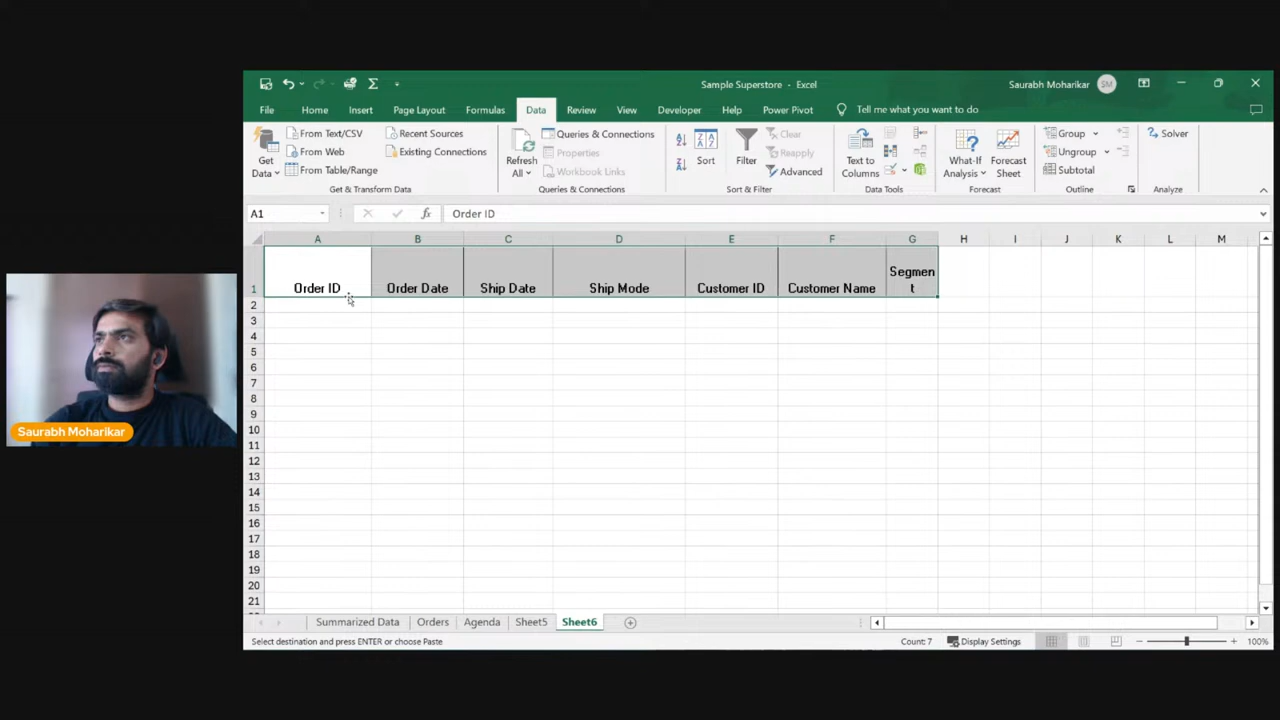 Sample Superstore - Excel
Saurabh Moharikar
SM
File
Home
Insert
Page Layout
Formulas
Data
Review
View
Developer
Help
Power Pivot
Tell me what you want to do
Get
Data
From Text/CSV
From Web
From Table/Range
Recent Sources
Existing Connections
Get & Transform Data
Refresh
All
Queries & Connections
Properties
Workbook Links
Queries & Connections
Sort
Filter
Clear
Reapply
Advanced
Sort & Filter
Text to
Columns
Data Tools
What-If
Analysis
Forecast
Sheet
Forecast
Group
Ungroup
Subtotal
Outline
Solver
Analyze
A1
fx
Order ID
A B C D E F G H I J K L M
1 Order ID Order Date Ship Date Ship Mode Customer ID Customer Name Segmen
t
2
3
4
5
6
7
8
9
10
11
12
13
14
15
16
17
18
19
20
21
Saurabh Moharikar
Summarized Data Orders Agenda Sheet5 Sheet6
Select destination and press ENTER or choose Paste
Count: 7
Display Settings
100%